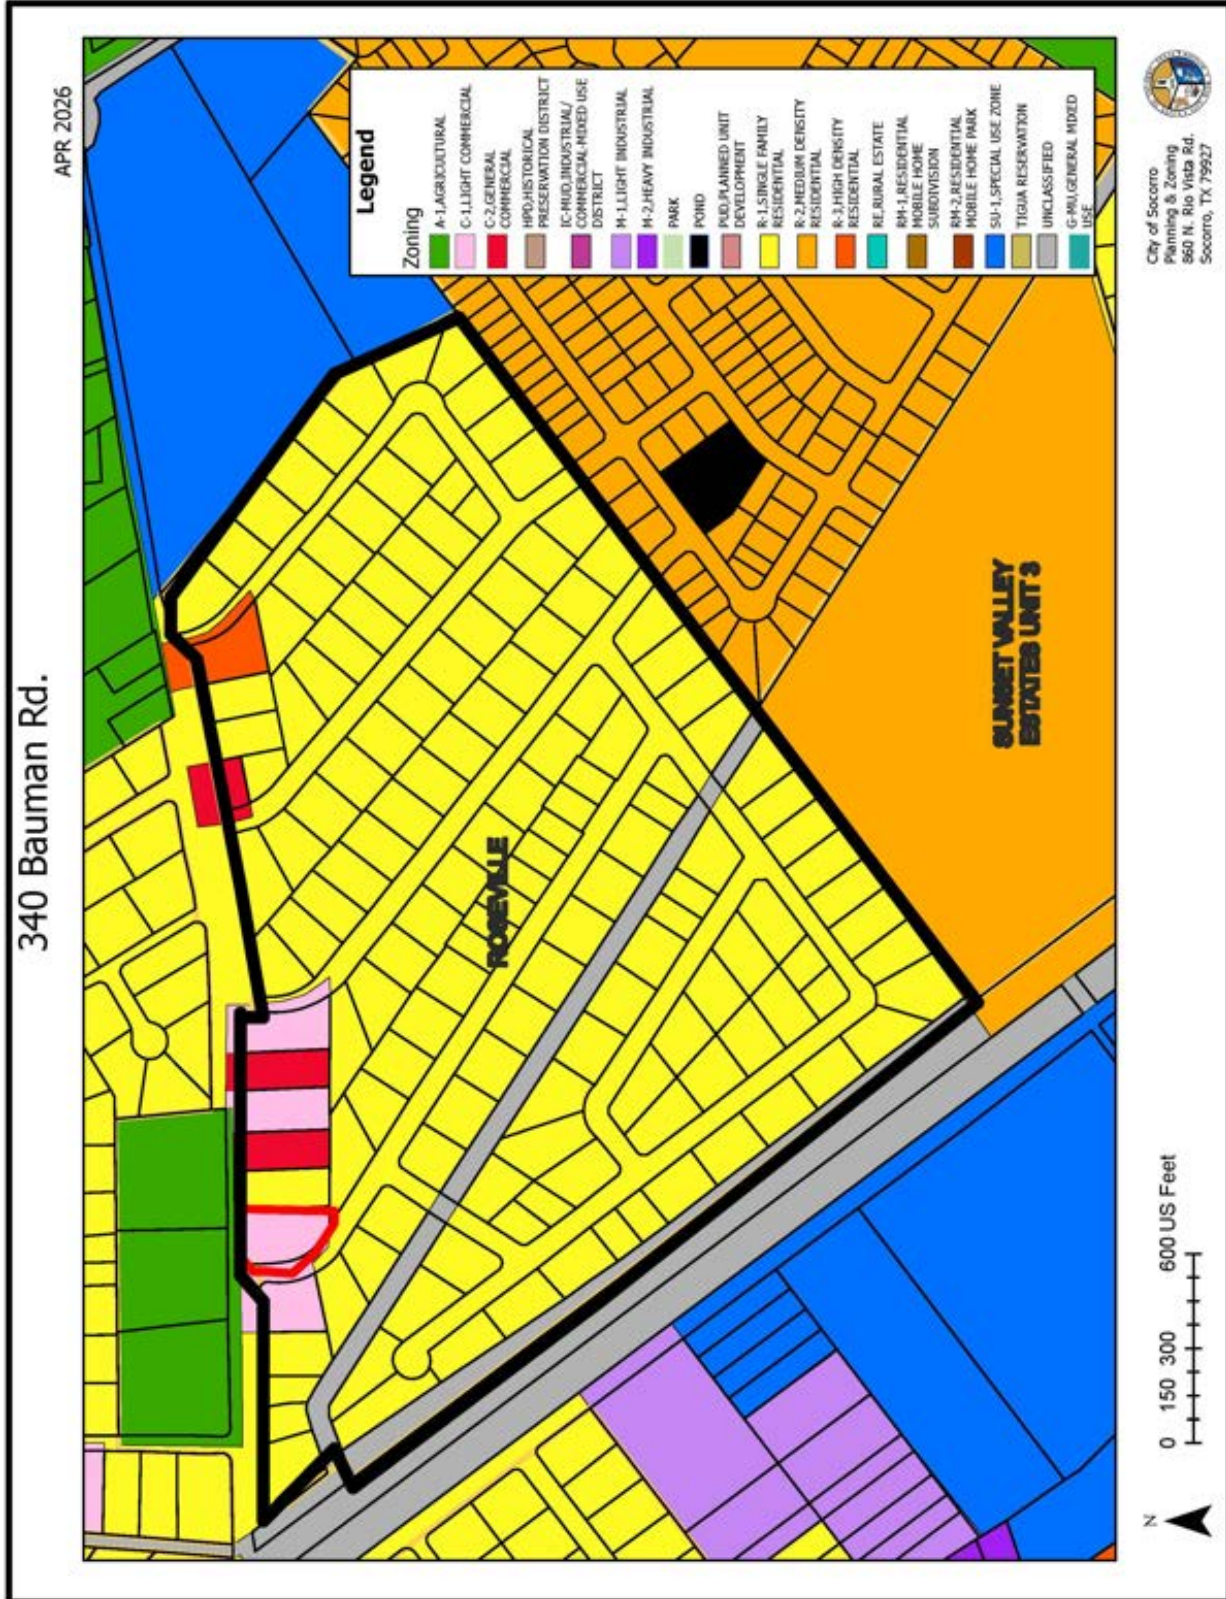 340 Bauman Rd.
APR 2026
Legend
Zoning
A-1,AGRICULTURAL
C-1,LIGHT COMMERCIAL
C-2,GENERAL
COMMERCIAL
HPD,HISTORICAL
PRESERVATION DISTRICT
IC-MUD,INDUSTRIAL/
COMMERCIAL-MIXED USE
DISTRICT
M-1,LIGHT INDUSTRIAL
M-2,HEAVY INDUSTRIAL
PARK
POND
PUD,PLANNED UNIT
DEVELOPMENT
R-1,SINGLE FAMILY
RESIDENTIAL
R-2,MEDIUM DENSITY
RESIDENTIAL
R-3,HIGH DENSITY
RESIDENTIAL
RE,RURAL ESTATE
RM-1,RESIDENTIAL
MOBILE HOME
SUBDIVISION
RM-2,RESIDENTIAL
MOBILE HOME PARK
SU-1,SPECIAL USE ZONE
TIGUA RESERVATION
UNCLASSIFIED
G-MU,GENERAL MIXED
USE
ROSEVILLE
SUNSET VALLEY
ESTATES UNIT 3
N
0 150 300 600 US Feet
City of Socorro
Planning & Zoning
860 N. Rio Vista Rd.
Socorro, TX 79927